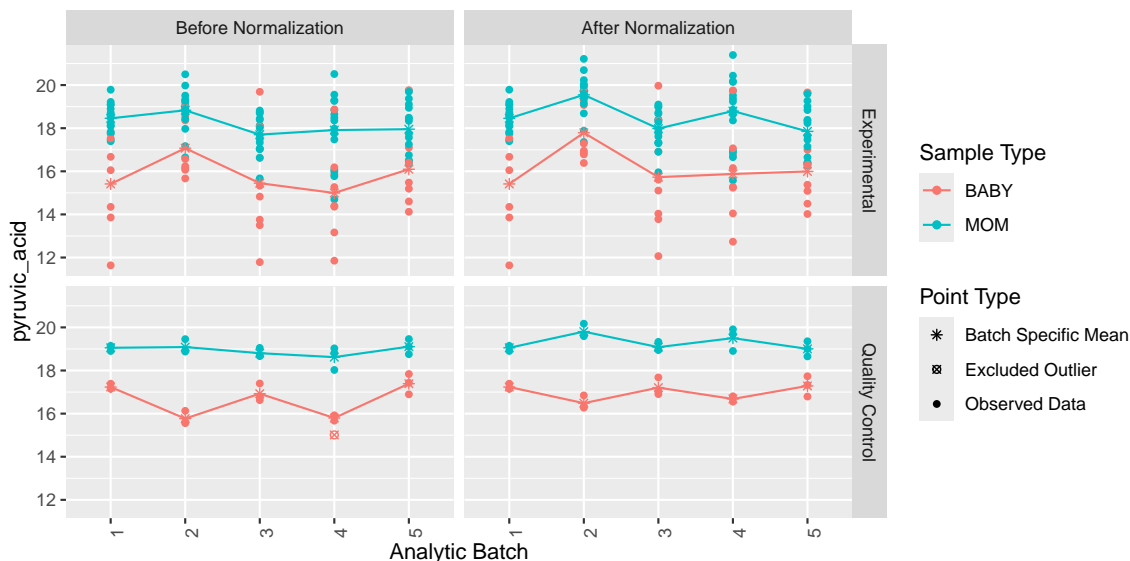 Before Normalization
After Normalization
20
18
16
14
12
Experimental
20
18
16
14
12
Quality Control
pyruvic_acid
1
2
3
4
5
1
2
3
4
5
Analytic Batch
Sample Type
BABY
MOM
Point Type
Batch Specific Mean
Excluded Outlier
Observed Data